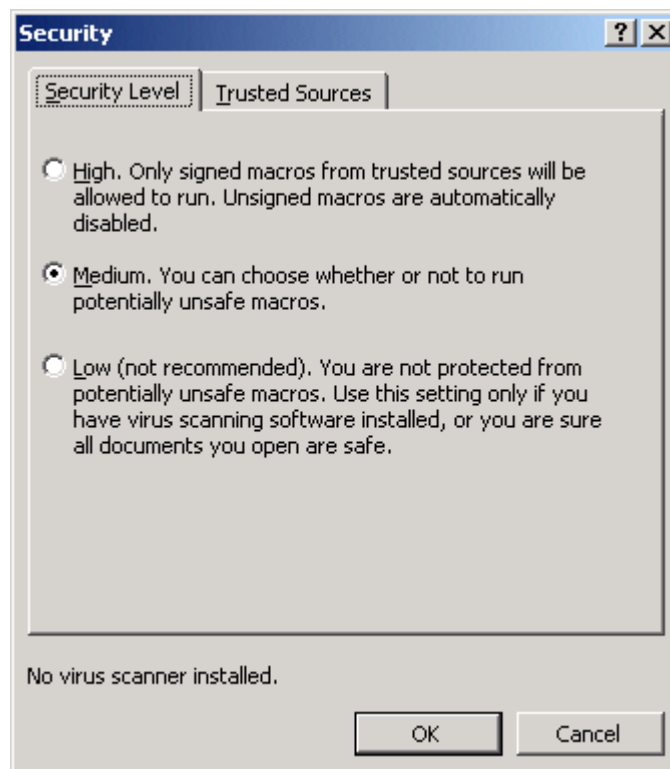 Security
Security Level Trusted Sources
High. Only signed macros from trusted sources will be
allowed to run. Unsigned macros are automatically
disabled.
Medium. You can choose whether or not to run
potentially unsafe macros.
Low (not recommended). You are not protected from
potentially unsafe macros. Use this setting only if you
have virus scanning software installed, or you are sure
all documents you open are safe.
No virus scanner installed.
OK Cancel